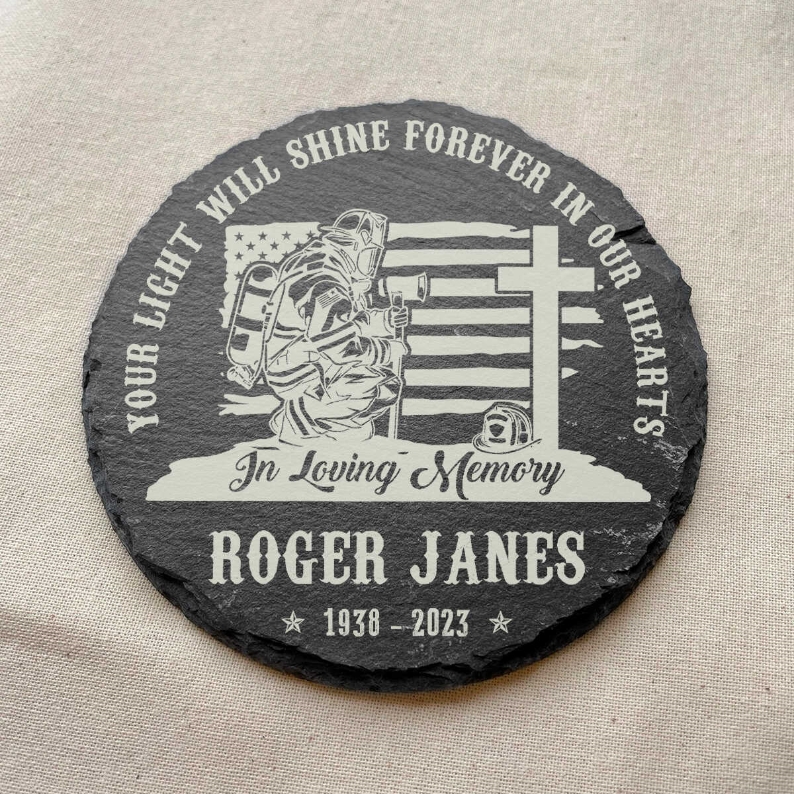 YOUR LIGHT WILL SHINE FOREVER IN OUR HEARTS
In Loving Memory
ROGER JANES
1938 - 2023